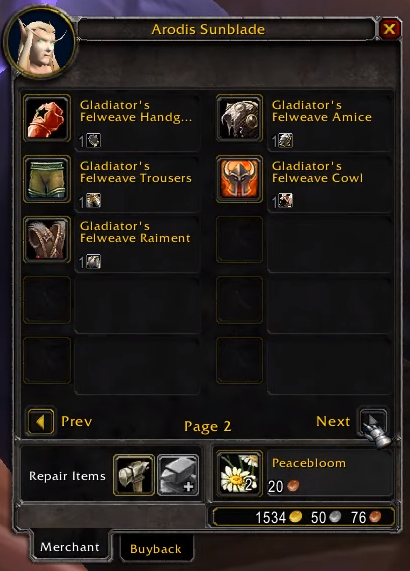 Arodis Sunblade
Gladiator's
Felweave Handg...
1
Gladiator's
Felweave Amice
1
Gladiator's
Felweave Trousers
1
Gladiator's
Felweave Cowl
1
Gladiator's
Felweave Raiment
1
Prev
Page 2
Next
Repair Items
2
Peacebloom
20
1534 50 76
Merchant
Buyback